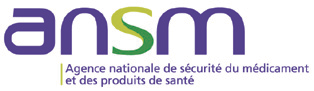 ansm
Agence nationale de sécurité du médicament
et des produits de santé